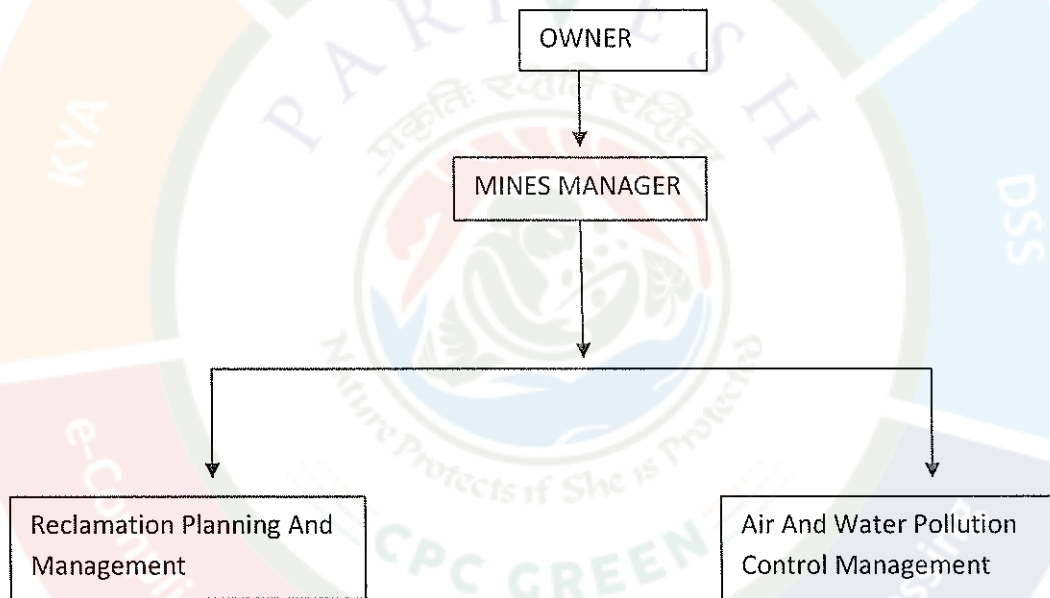 PARIVESH
OWNER
प्रकृतिः रक्षति रक्षिता
KYA
MINES MANAGER
DSS
Nature Protects if She is Protected
Reclamation Planning And
Management
Air And Water Pollution
Control Management
CPC GREEN